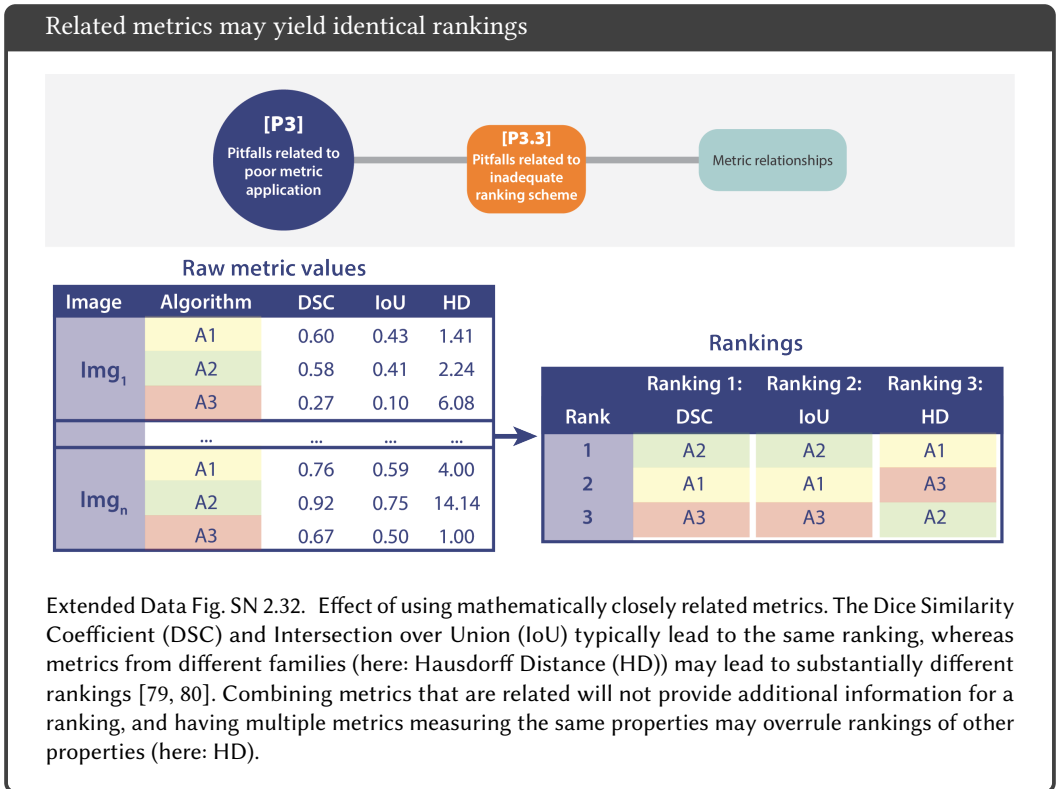 Related metrics may yield identical rankings
[P3]
Pitfalls related to
poor metric
application
[P3.3]
Pitfalls related to
inadequate
ranking scheme
Metric relationships
Raw metric values
Image Algorithm DSC IoU HD
Img1
A1 0.60 0.43 1.41
A2 0.58 0.41 2.24
A3 0.27 0.10 6.08
... ... ... ...
Imgn
A1 0.76 0.59 4.00
A2 0.92 0.75 14.14
A3 0.67 0.50 1.00
Rankings
Ranking 1: Ranking 2: Ranking 3:
Rank DSC IoU HD
1 A2 A2 A1
2 A1 A1 A3
3 A3 A3 A2
Extended Data Fig. SN 2.32. Effect of using mathematically closely related metrics. The Dice Similarity
Coefficient (DSC) and Intersection over Union (IoU) typically lead to the same ranking, whereas
metrics from different families (here: Hausdorff Distance (HD)) may lead to substantially different
rankings [79, 80]. Combining metrics that are related will not provide additional information for a
ranking, and having multiple metrics measuring the same properties may overrule rankings of other
properties (here: HD).